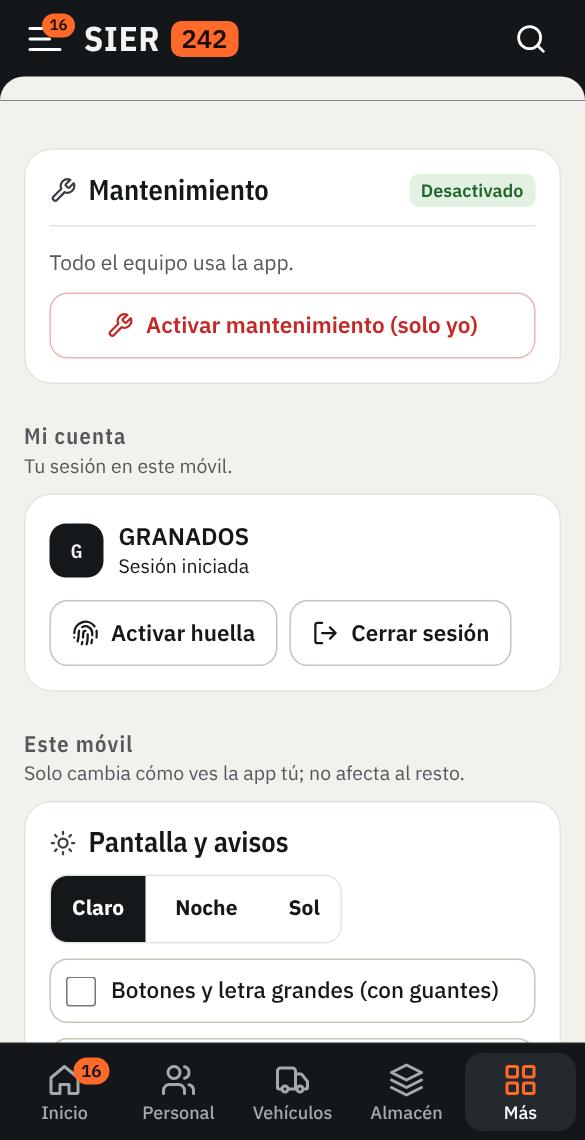 16
SIER 242
Mantenimiento
Desactivado
Todo el equipo usa la app.
Activar mantenimiento (solo yo)
Mi cuenta
Tu sesión en este móvil.
G
GRANADOS
Sesión iniciada
Activar huella
Cerrar sesión
Este móvil
Solo cambia cómo ves la app tú; no afecta al resto.
Pantalla y avisos
Claro Noche Sol
Botones y letra grandes (con guantes)
16
Inicio Personal Vehículos Almacén Más